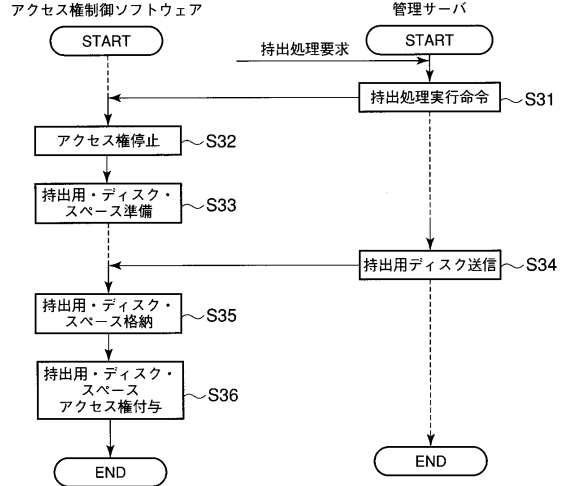 アクセス権制御ソフトウェア
管理サーバ
START
START
持出処理要求
持出処理実行命令
S31
アクセス権停止
S32
持出用・ディスク・
スペース準備
S33
持出用ディスク送信
S34
持出用・ディスク・
スペース格納
S35
持出用・ディスク・
スペース
アクセス権付与
S36
END
END